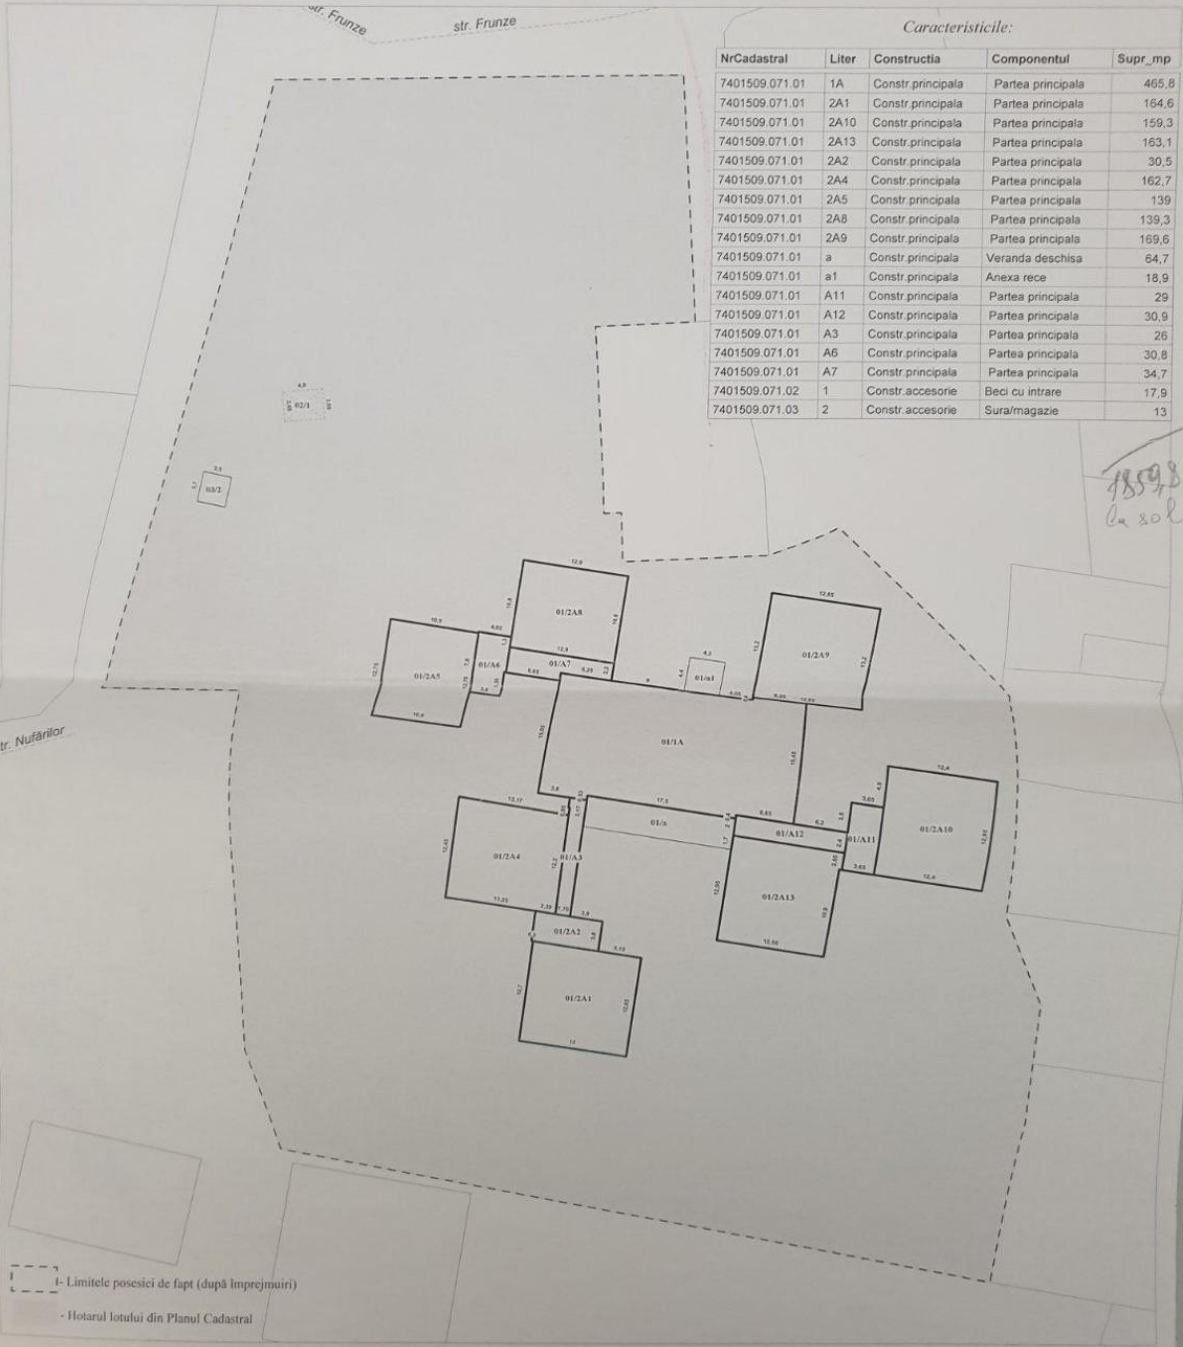 str. Frunze
str. Frunze
Caracteristicile:
NrCadastral Liter Constructia Componentul Supr_mp
7401509.071.01 1A Constr.principala Partea principala 465,8
7401509.071.01 2A1 Constr.principala Partea principala 164,6
7401509.071.01 2A10 Constr.principala Partea principala 159,3
7401509.071.01 2A13 Constr.principala Partea principala 163,1
7401509.071.01 2A2 Constr.principala Partea principala 30,5
7401509.071.01 2A4 Constr.principala Partea principala 162,7
7401509.071.01 2A5 Constr.principala Partea principala 139
7401509.071.01 2A8 Constr.principala Partea principala 139,3
7401509.071.01 2A9 Constr.principala Partea principala 169,6
7401509.071.01 a Constr.principala Veranda deschisa 64,7
7401509.071.01 a1 Constr.principala Anexa rece 18,9
7401509.071.01 A11 Constr.principala Partea principala 29
7401509.071.01 A12 Constr.principala Partea principala 30,9
7401509.071.01 A3 Constr.principala Partea principala 26
7401509.071.01 A6 Constr.principala Partea principala 30,8
7401509.071.01 A7 Constr.principala Partea principala 34,7
7401509.071.02 1 Constr.accesorie Beci cu intrare 17,9
7401509.071.03 2 Constr.accesorie Sura/magazie 13
1859,8
la sol
02/1
03/2
01/2A8
01/2A9
01/A6
01/A7
01/2A5
01/a1
tr. Nufărilor
01/1A
01/a
01/A12
01/A11
01/2A10
01/2A4
01/A3
01/2A13
01/2A2
01/2A1
13
- Limitele posesiei de fapt (după împrejmuiri)
- Hotarul lotului din Planul Cadastral